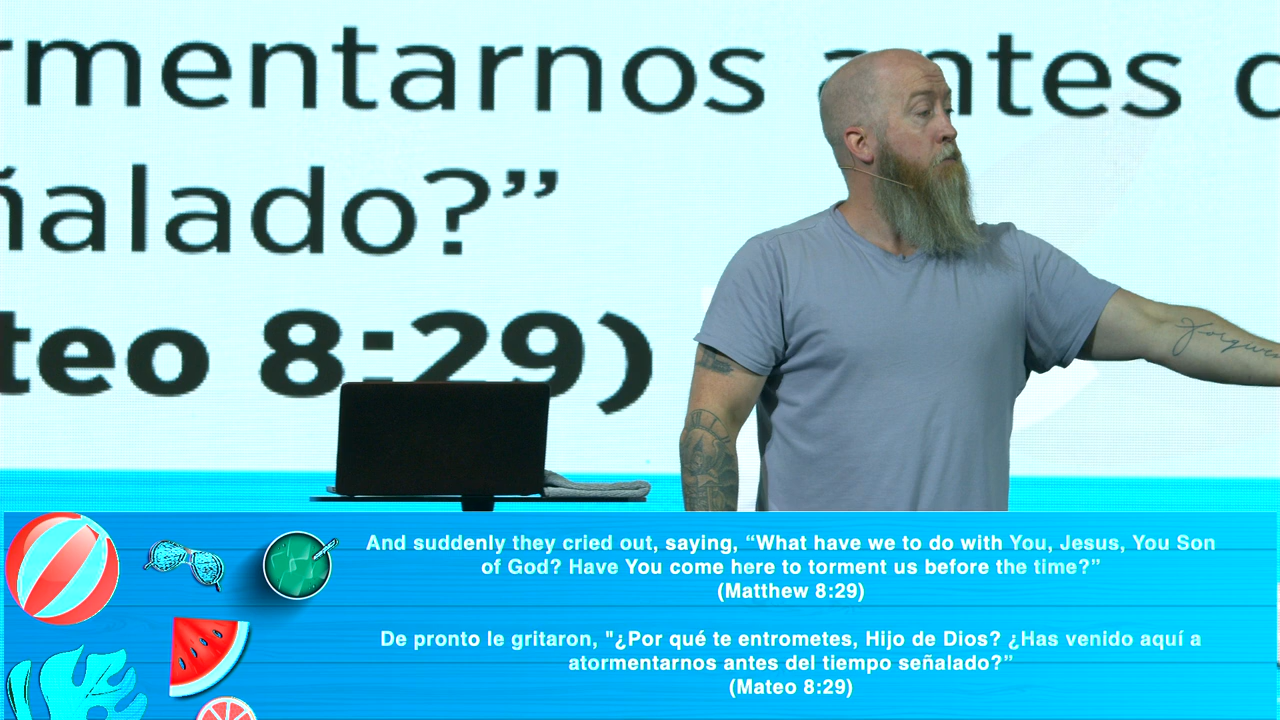 rmentarnos antes d
ñalado?”
teo 8:29)
And suddenly they cried out, saying, “What have we to do with You, Jesus, You Son
of God? Have You come here to torment us before the time?”
(Matthew 8:29)
De pronto le gritaron, "¿Por qué te entrometes, Hijo de Dios? ¿Has venido aquí a
atormentarnos antes del tiempo señalado?”
(Mateo 8:29)